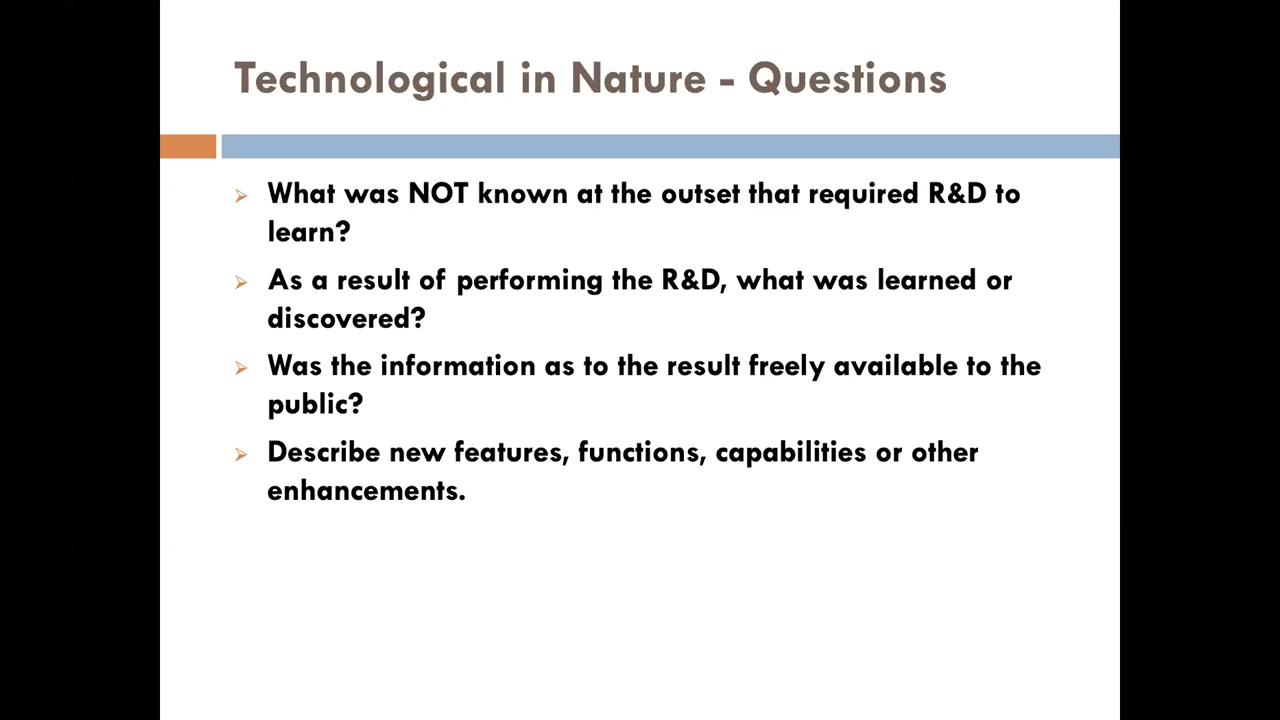 Technological in Nature - Questions
What was NOT known at the outset that required R&D to
learn?
As a result of performing the R&D, what was learned or
discovered?
Was the information as to the result freely available to the
public?
Describe new features, functions, capabilities or other
enhancements.